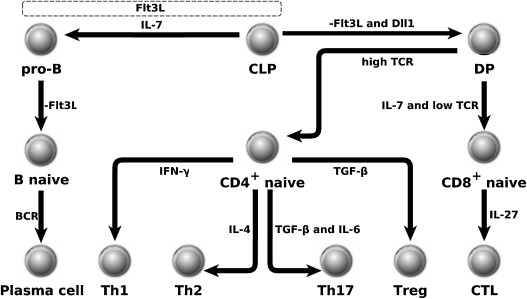 Flt3L
IL-7
-Flt3L and Dll1
pro-B
CLP
high TCR
DP
-Flt3L
IL-7 and low TCR
B naive
CD4+ naive
CD8+ naive
IFN-γ
TGF-β
BCR
IL-4
TGF-β and IL-6
IL-27
Plasma cell
Th1
Th2
Th17
Treg
CTL